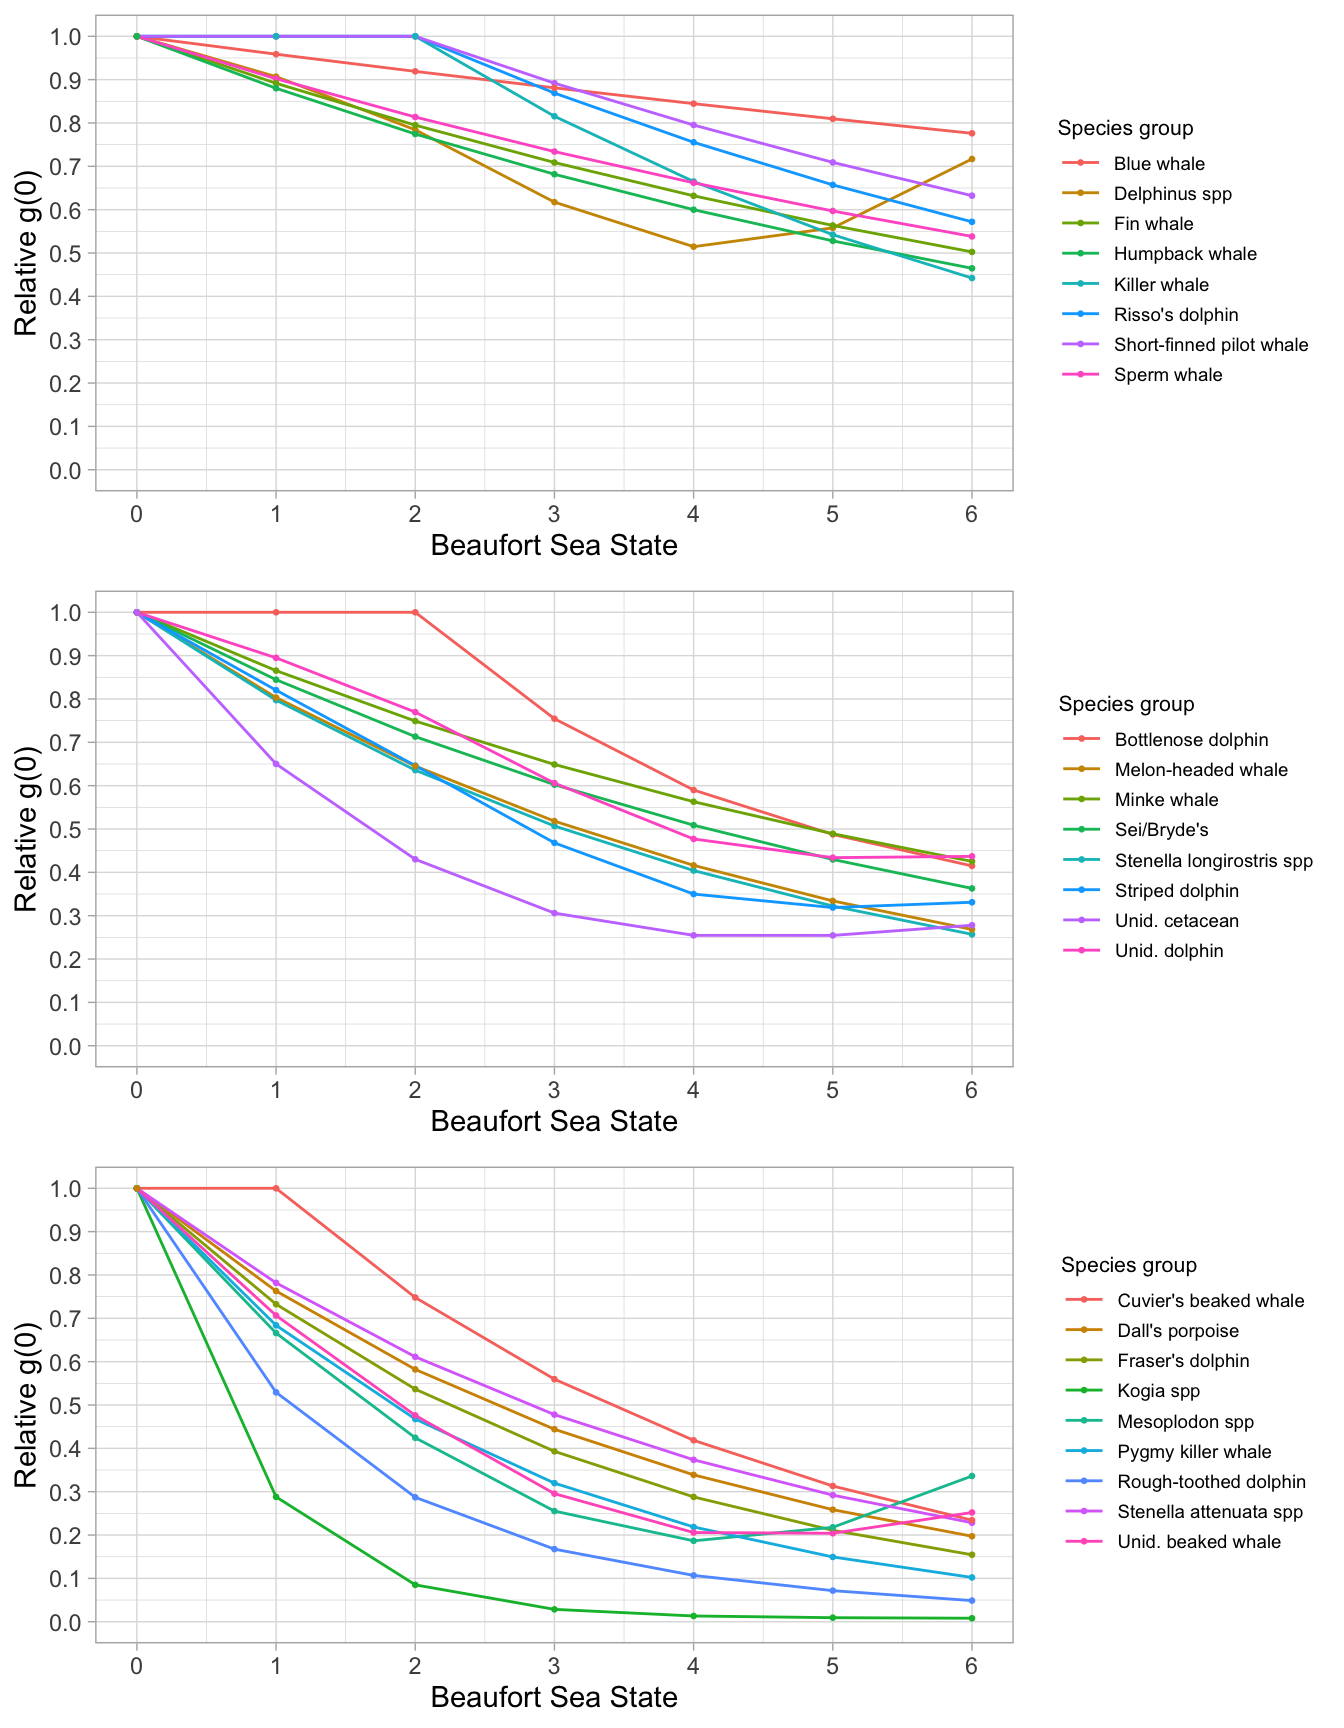 Relative g(0)
1.0
0.9
0.8
0.7
0.6
0.5
0.4
0.3
0.2
0.1
0.0
0 1 2 3 4 5 6
Beaufort Sea State
Species group
Blue whale
Delphinus spp
Fin whale
Humpback whale
Killer whale
Risso's dolphin
Short-finned pilot whale
Sperm whale
Relative g(0)
1.0
0.9
0.8
0.7
0.6
0.5
0.4
0.3
0.2
0.1
0.0
0 1 2 3 4 5 6
Beaufort Sea State
Species group
Bottlenose dolphin
Melon-headed whale
Minke whale
Sei/Bryde's
Stenella longirostris spp
Striped dolphin
Unid. cetacean
Unid. dolphin
Relative g(0)
1.0
0.9
0.8
0.7
0.6
0.5
0.4
0.3
0.2
0.1
0.0
0 1 2 3 4 5 6
Beaufort Sea State
Species group
Cuvier's beaked whale
Dall's porpoise
Fraser's dolphin
Kogia spp
Mesoplodon spp
Pygmy killer whale
Rough-toothed dolphin
Stenella attenuata spp
Unid. beaked whale